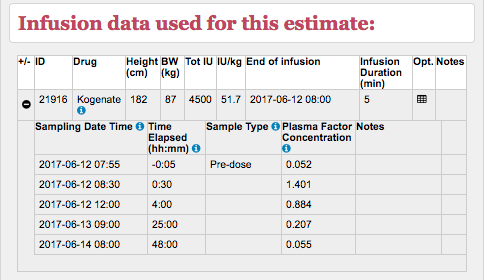 Infusion data used for this estimate:
+/- ID Drug Height (cm) BW (kg) Tot IU IU/kg End of infusion Infusion Duration (min) Opt. Notes
21916 Kogenate 182 87 4500 51.7 2017-06-12 08:00 5
Sampling Date Time Time Elapsed (hh:mm) Sample Type Plasma Factor Concentration Notes
2017-06-12 07:55 -0:05 Pre-dose 0.052
2017-06-12 08:30 0:30 1.401
2017-06-12 12:00 4:00 0.884
2017-06-13 09:00 25:00 0.207
2017-06-14 08:00 48:00 0.055